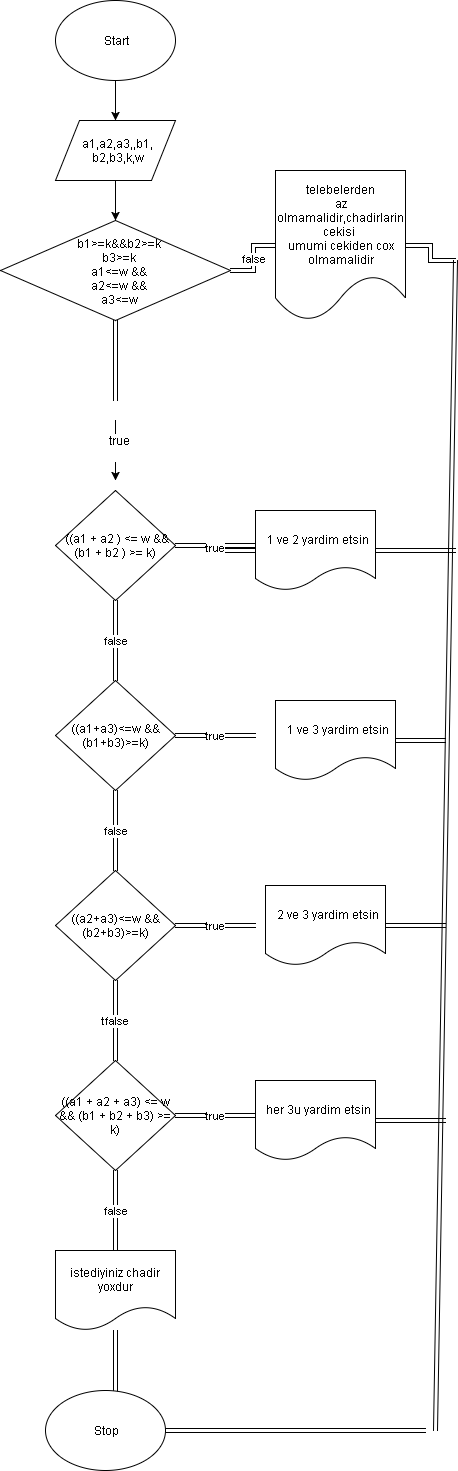 Start
a1,a2,a3,,b1,
b2,b3,k,w
b1>=k&&b2>=k
b3>=k
a1<=w &&
a2<=w &&
a3<=w
false
telebelerden
az
olmamalidir,chadirlarin
cekisi
umumi cekiden cox
olmamalidir
true
((a1 + a2 ) <= w &&
(b1 + b2 ) >= k)
true
1 ve 2 yardim etsin
false
((a1+a3)<=w &&
(b1+b3)>=k)
true
1 ve 3 yardim etsin
false
((a2+a3)<=w &&
(b2+b3)>=k)
true
2 ve 3 yardim etsin
tfalse
((a1 + a2 + a3) <= w
&& (b1 + b2 + b3) >=
k)
true
her 3u yardim etsin
false
istediyiniz chadir
yoxdur
Stop